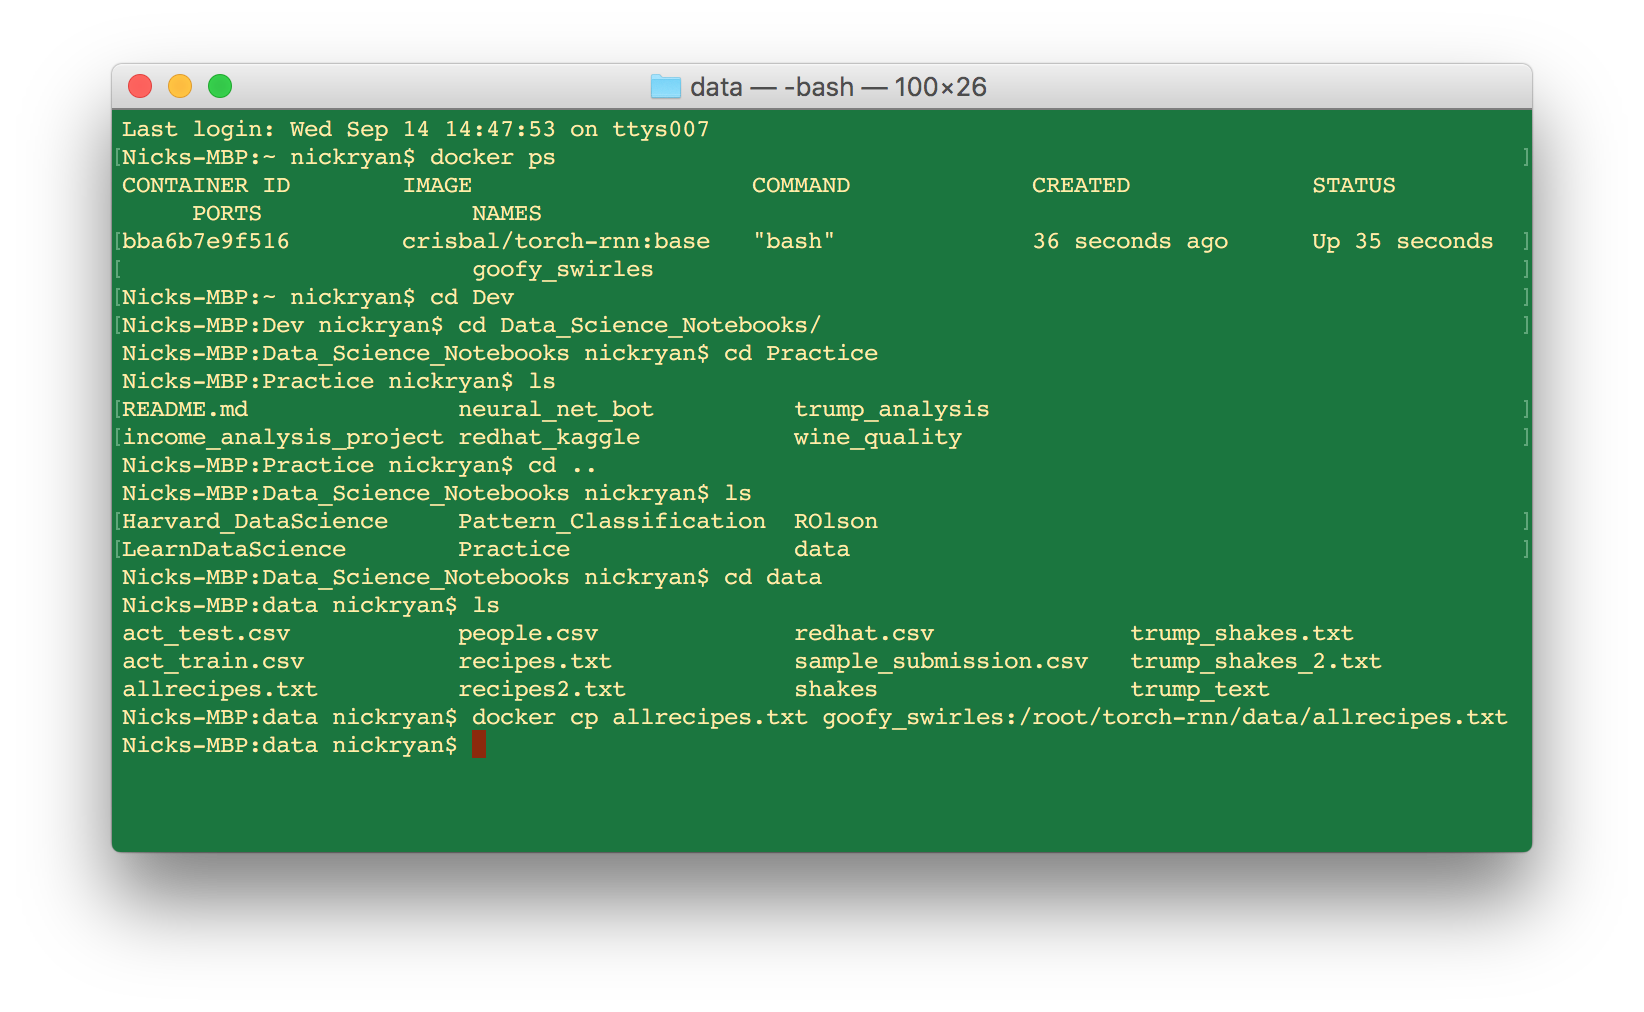 data — -bash — 100×26
Last login: Wed Sep 14 14:47:53 on ttys007
[Nicks-MBP:~ nickryan$ docker ps ]
CONTAINER ID        IMAGE                    COMMAND             CREATED             STATUS
     PORTS               NAMES
[bba6b7e9f516        crisbal/torch-rnn:base   "bash"              36 seconds ago      Up 35 seconds ]
[                         goofy_swirles ]
[Nicks-MBP:~ nickryan$ cd Dev ]
[Nicks-MBP:Dev nickryan$ cd Data_Science_Notebooks/ ]
Nicks-MBP:Data_Science_Notebooks nickryan$ cd Practice
Nicks-MBP:Practice nickryan$ ls
[README.md               neural_net_bot          trump_analysis ]
[income_analysis_project redhat_kaggle           wine_quality ]
Nicks-MBP:Practice nickryan$ cd ..
Nicks-MBP:Data_Science_Notebooks nickryan$ ls
[Harvard_DataScience     Pattern_Classification  ROlson ]
[LearnDataScience        Practice                data ]
Nicks-MBP:Data_Science_Notebooks nickryan$ cd data
Nicks-MBP:data nickryan$ ls
act_test.csv            people.csv              redhat.csv              trump_shakes.txt
act_train.csv           recipes.txt             sample_submission.csv   trump_shakes_2.txt
allrecipes.txt          recipes2.txt            shakes                  trump_text
Nicks-MBP:data nickryan$ docker cp allrecipes.txt goofy_swirles:/root/torch-rnn/data/allrecipes.txt
Nicks-MBP:data nickryan$